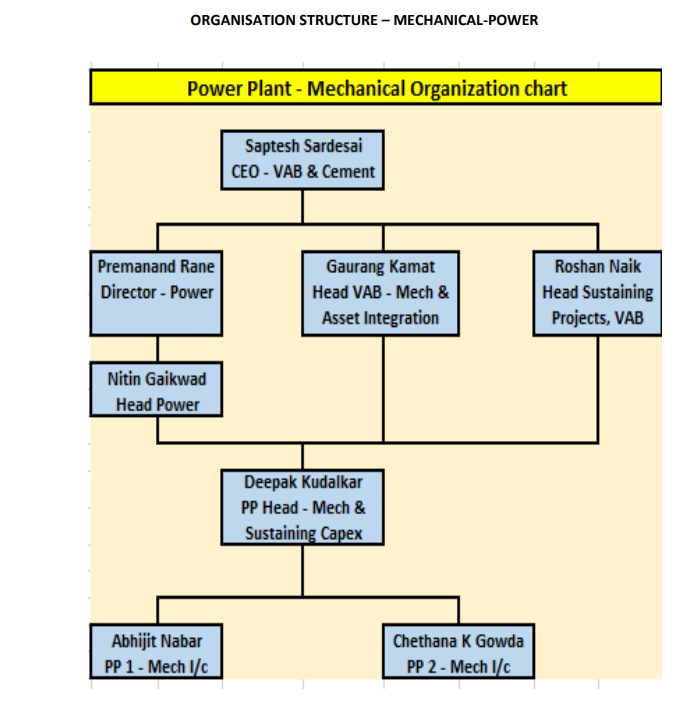 ORGANISATION STRUCTURE – MECHANICAL-POWER
Power Plant - Mechanical Organization chart
Saptesh Sardesai
CEO - VAB & Cement
Premanand Rane
Director - Power
Gaurang Kamat
Head VAB - Mech &
Asset Integration
Roshan Naik
Head Sustaining
Projects, VAB
Nitin Gaikwad
Head Power
Deepak Kudalkar
PP Head - Mech &
Sustaining Capex
Abhijit Nabar
PP 1 - Mech I/c
Chethana K Gowda
PP 2 - Mech I/c